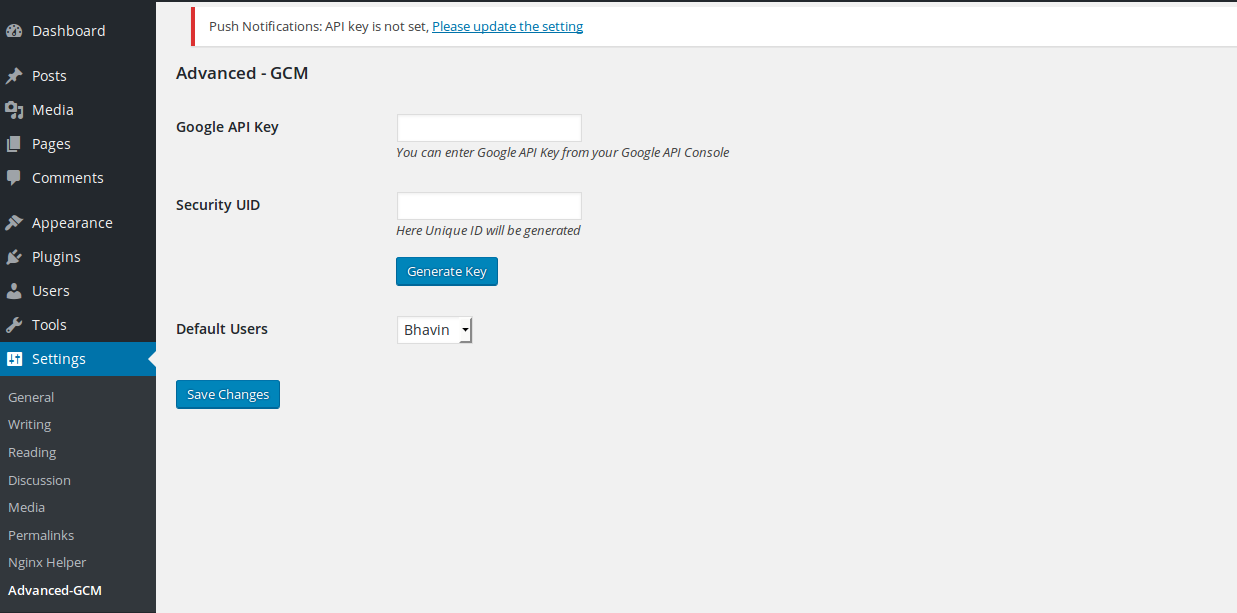 Dashboard
Posts
Media
Pages
Comments
Appearance
Plugins
Users
Tools
Settings
General
Writing
Reading
Discussion
Media
Permalinks
Nginx Helper
Advanced-GCM
Push Notifications: API key is not set, Please update the setting
Advanced - GCM
Google API Key
You can enter Google API Key from your Google API Console
Security UID
Here Unique ID will be generated
Generate Key
Default Users
Bhavin
Save Changes